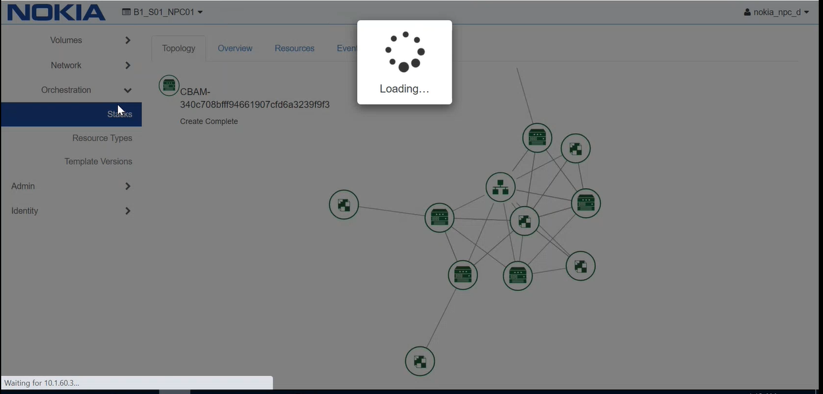 NOKIA
B1_S01_NPC01
nokia_npc_d
Volumes
Network
Orchestration
Stacks
Resource Types
Template Versions
Admin
Identity
Topology
Overview
Resources
CBAM-
340c708bfff94661907cfd6a3239f9f3
Create Complete
Loading...
Waiting for 10.1.60.3...